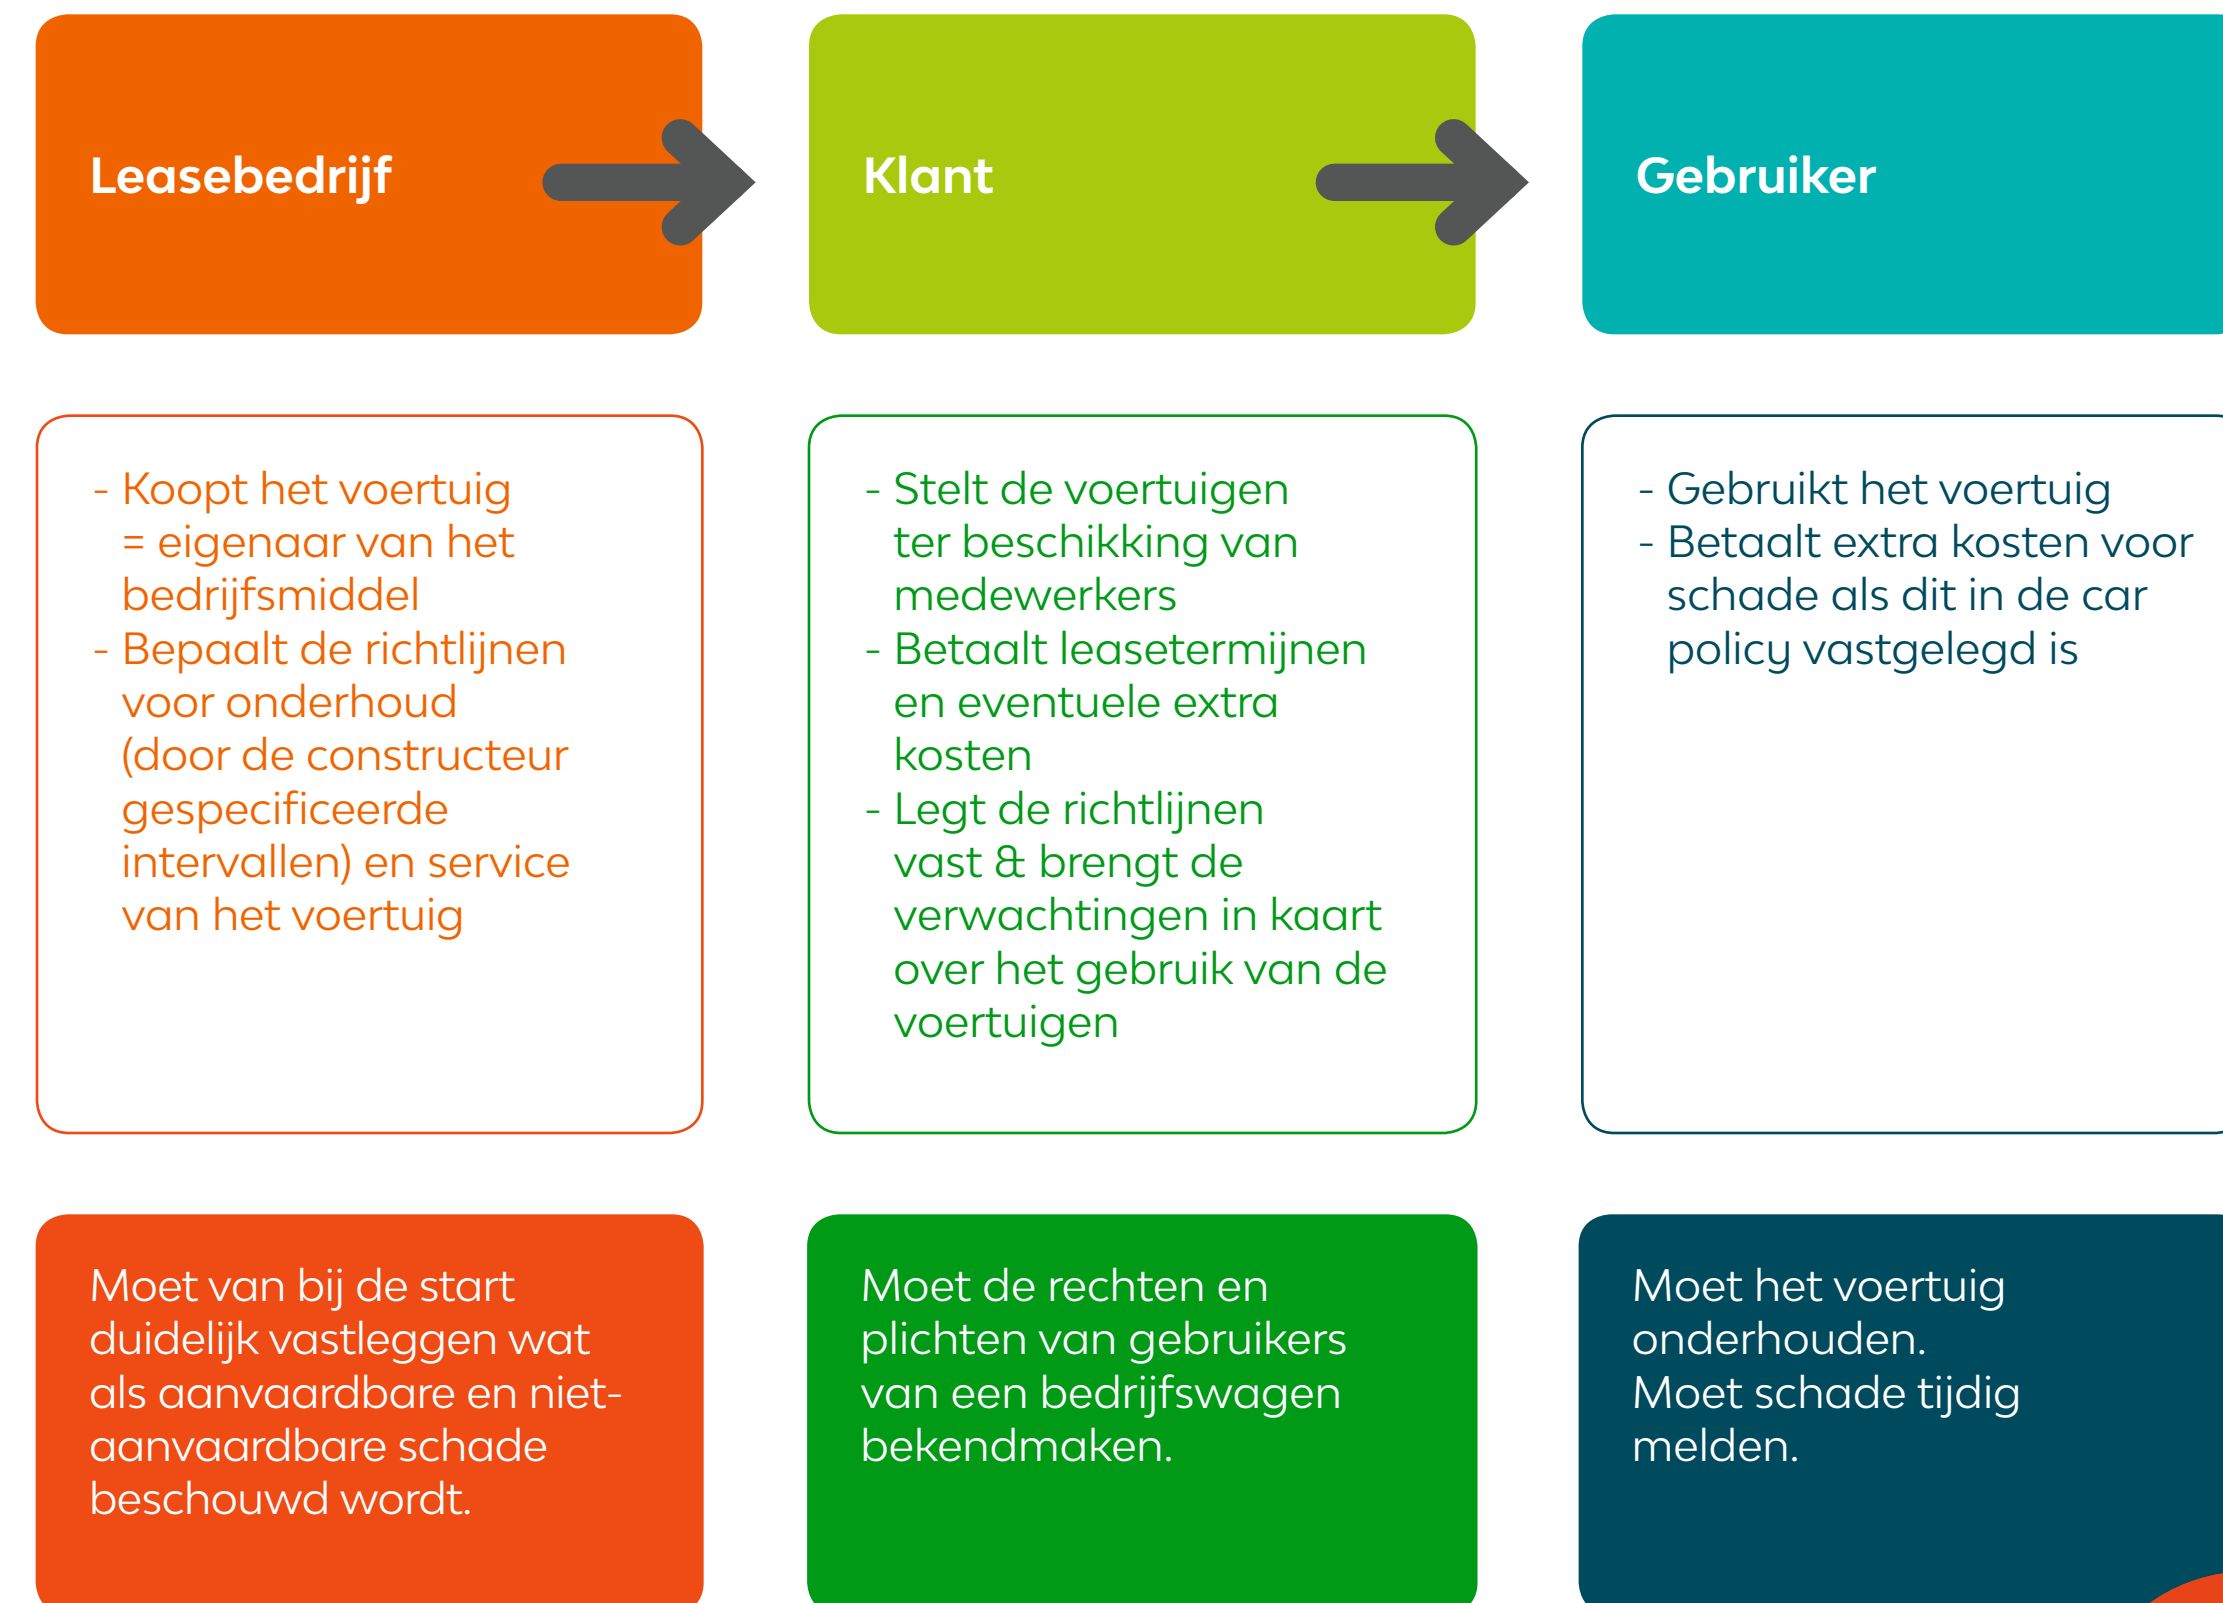 Leasebedrijf
Klant
Gebruiker
- Koopt het voertuig
= eigenaar van het
bedrijfsmiddel
- Bepaalt de richtlijnen
voor onderhoud
(door de constructeur
gespecificeerde
intervallen) en service
van het voertuig
- Stelt de voertuigen
ter beschikking van
medewerkers
- Betaalt leasetermijnen
en eventuele extra
kosten
- Legt de richtlijnen
vast & brengt de
verwachtingen in kaart
over het gebruik van de
voertuigen
- Gebruikt het voertuig
- Betaalt extra kosten voor
schade als dit in de car
policy vastgelegd is
Moet van bij de start
duidelijk vastleggen wat
als aanvaardbare en niet-
aanvaardbare schade
beschouwd wordt.
Moet de rechten en
plichten van gebruikers
van een bedrijfswagen
bekendmaken.
Moet het voertuig
onderhouden.
Moet schade tijdig
melden.